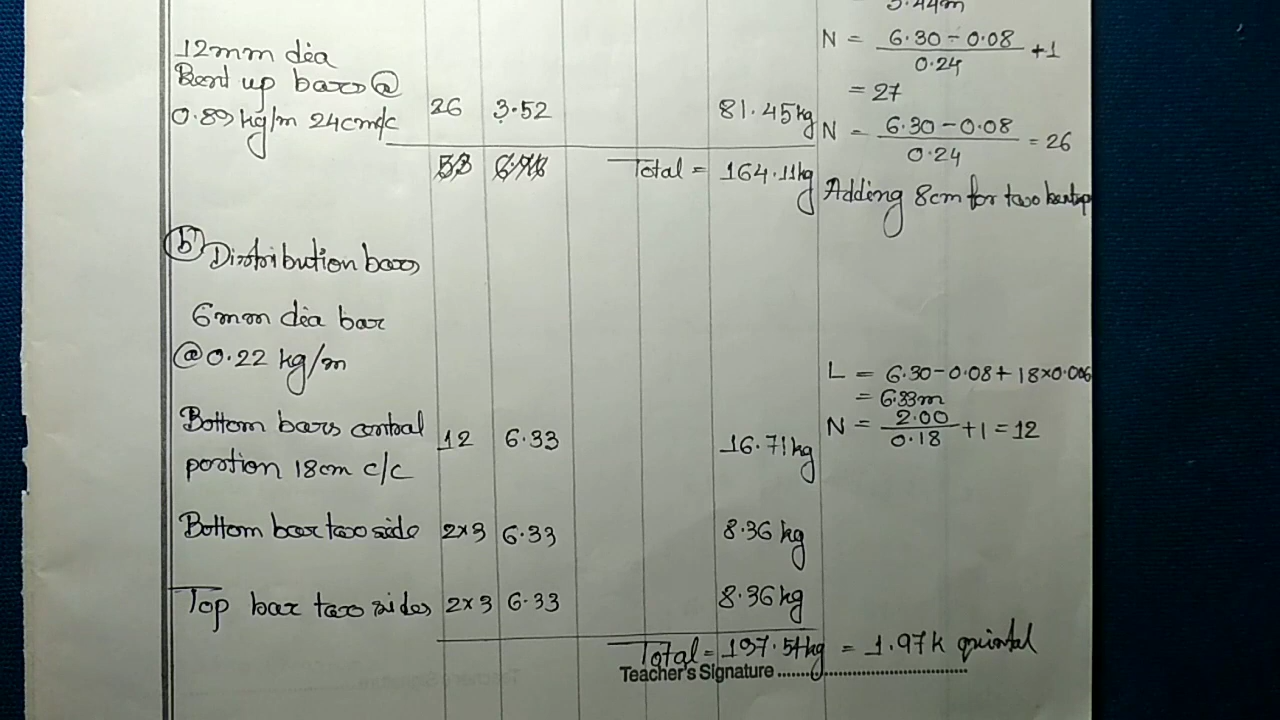 3.44m
12mm dia
Bent up bars @
0.89 kg/m 24cm c/c 26 3.52 81.45kg
N = (6.30 - 0.08)/0.24 + 1
= 27
N = (6.30 - 0.08)/0.24 = 26
Total = 164.11kg
Adding 8cm for two bentup
(b) Distribution bars
6mm dia bar
@ 0.22 kg/m
L = 6.30 - 0.08 + 18×0.006
= 6.33m
Bottom bars central 12 6.33 16.71kg
N = 2.00/0.18 + 1 = 12
portion 18cm c/c
Bottom bar two side 2×3 6.33 8.36 kg
Top bar two sides 2×3 6.33 8.36 kg
Total = 197.54kg = 1.97k quintal
Teacher's Signature